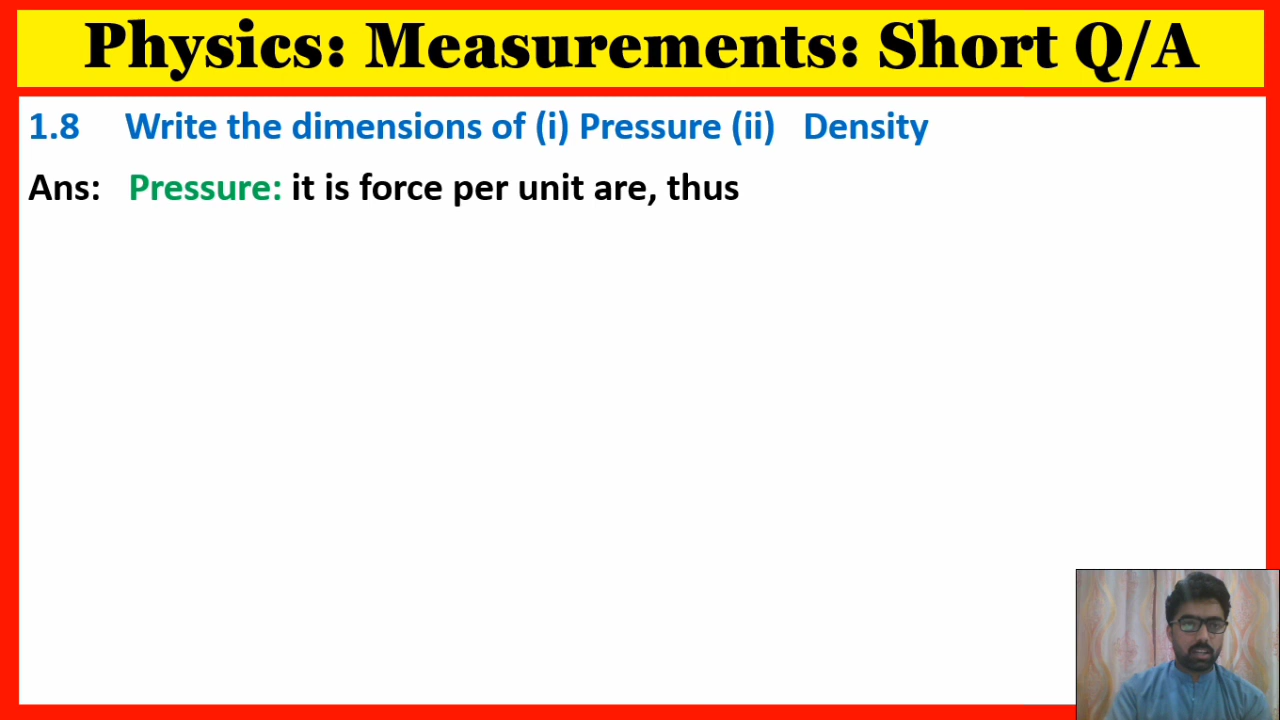 Physics: Measurements: Short Q/A
1.8 Write the dimensions of (i) Pressure (ii) Density
Ans: Pressure: it is force per unit are, thus